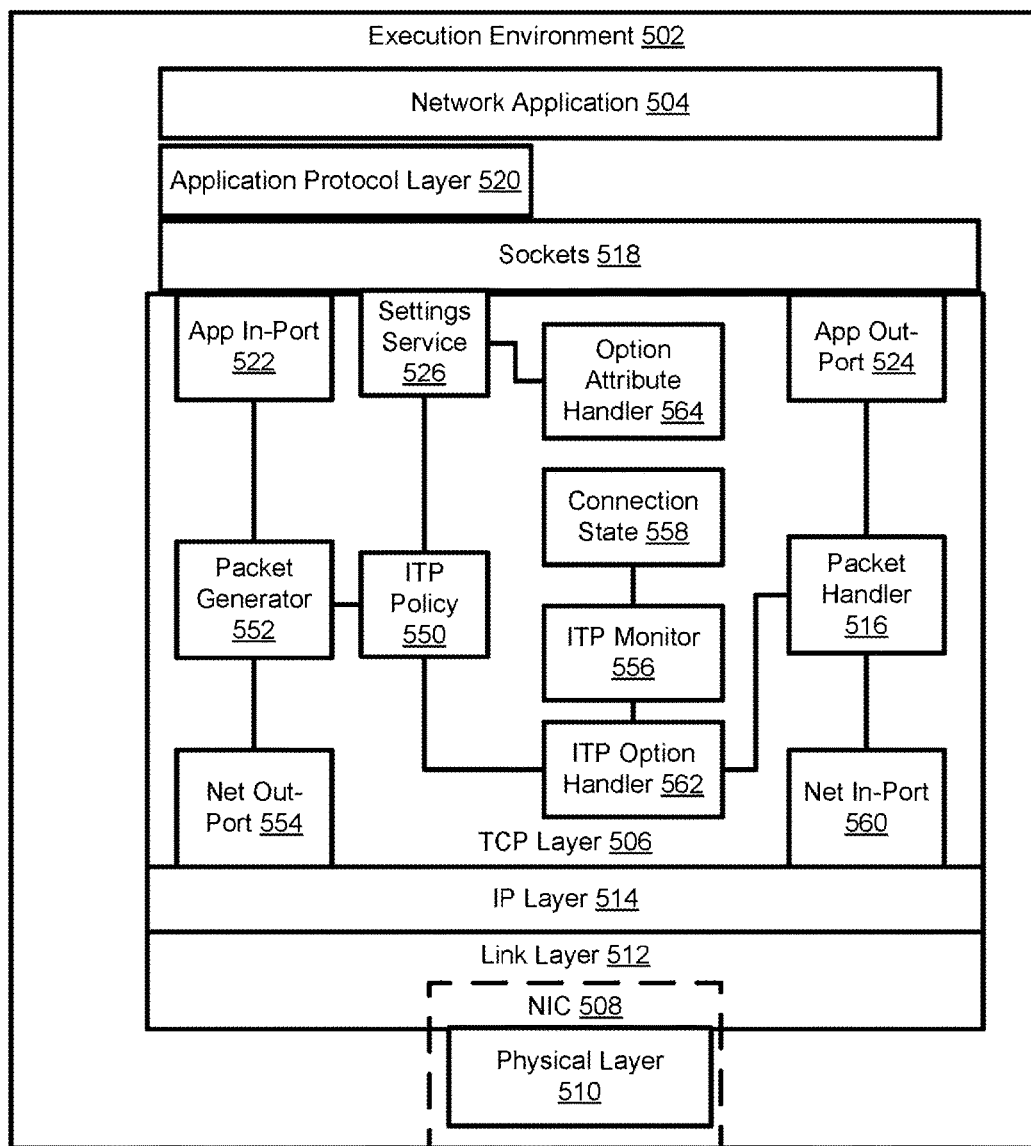 Execution Environment 502
Network Application 504
Application Protocol Layer 520
Sockets 518
App In-Port
522
Settings
Service
526
Option
Attribute
Handler 564
App Out-
Port 524
Connection
State 558
Packet
Generator
552
ITP
Policy
550
ITP Monitor
556
Packet
Handler
516
Net Out-
Port 554
ITP Option
Handler 562
Net In-Port
560
TCP Layer 506
IP Layer 514
Link Layer 512
NIC 508
Physical Layer
510